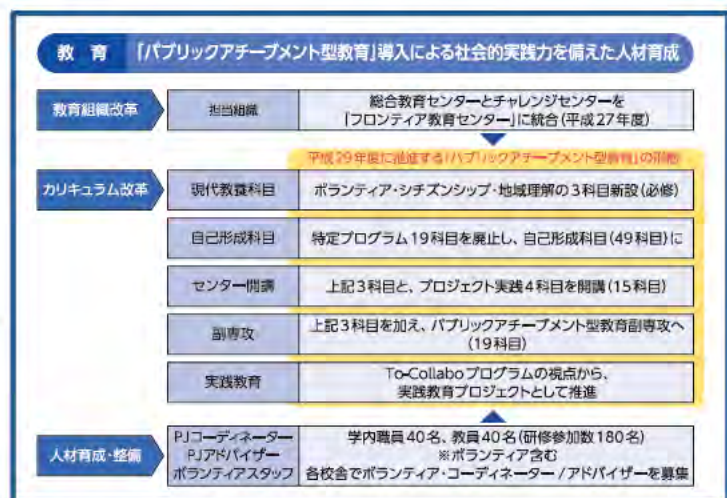 教 育 「パブリックアチーブメント型教育」導入による社会的実践力を備えた人材育成
教育組織改革
担当組織
総合教育センターとチャレンジセンターを
「フロンティア教育センター」に統合(平成27年度)
平成29年度に推進する「パブリックアチーブメント型教育」の
カリキュラム改革
現代教養科目
ボランティア・シチズンシップ・地域理解の3科目新設(必修)
自己形成科目
特定プログラム19科目を廃止し、自己形成科目(49科目)に
センター開講
上記3科目と、プロジェクト実践4科目を開講(15科目)
副専攻
上記3科目を加え、パブリックアチーブメント型教育副専攻へ
(19科目)
実践教育
To-Collaboプログラムの視点から、
実践教育プロジェクトとして推進
人材育成・整備
PJコーディネーター
PJアドバイザー
ボランティアスタッフ
学内職員40名、教員40名(研修参加数180名)
※ボランティア含む
各校舎でボランティア・コーディネーター/アドバイザーを募集